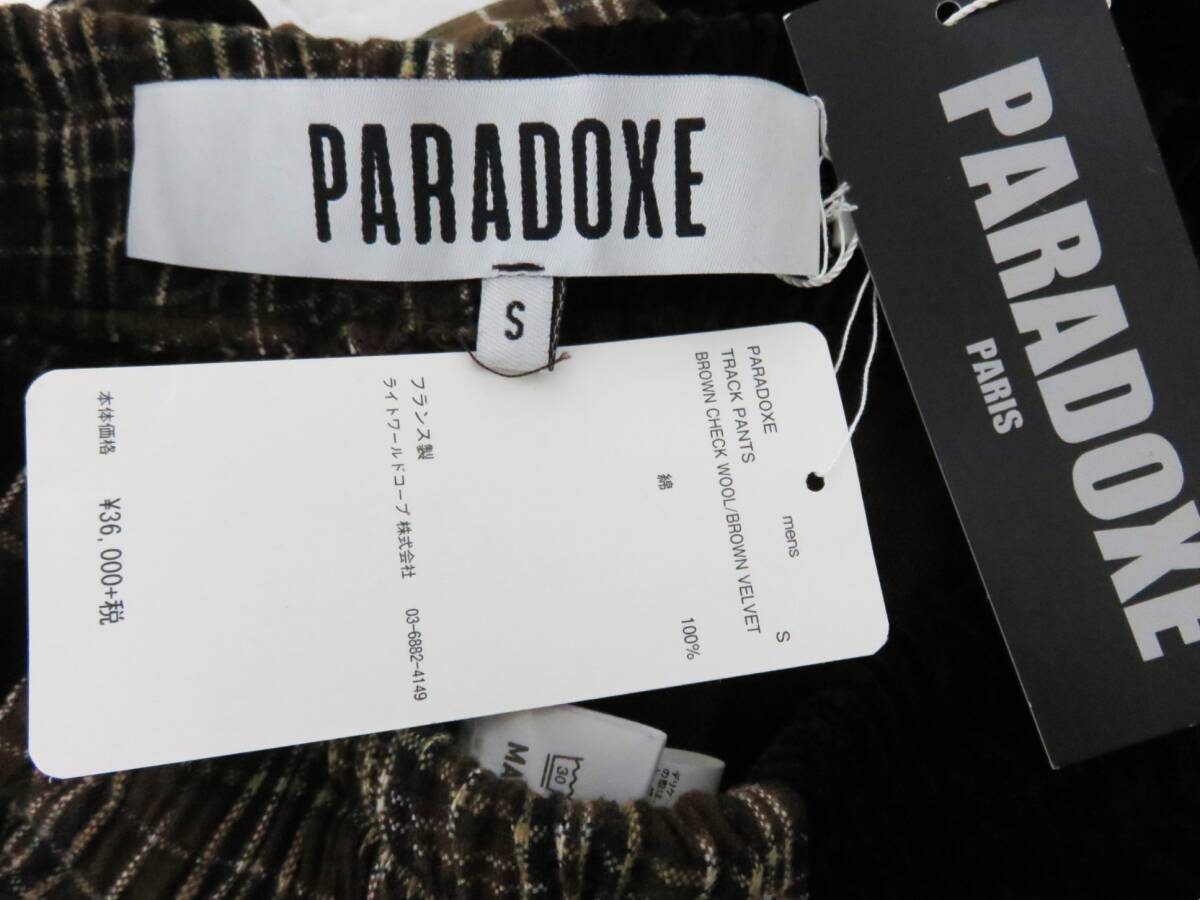 PARADOXE
S
PARADOXE
PARIS
PARADOXE mens S
TRACK PANTS
BROWN CHECK WOOL/BROWN VELVET
綿 100%
フランス製
ライトワールドコープ 株式会社 03-6882-4149
本体価格 ¥36,000+税
MA
30